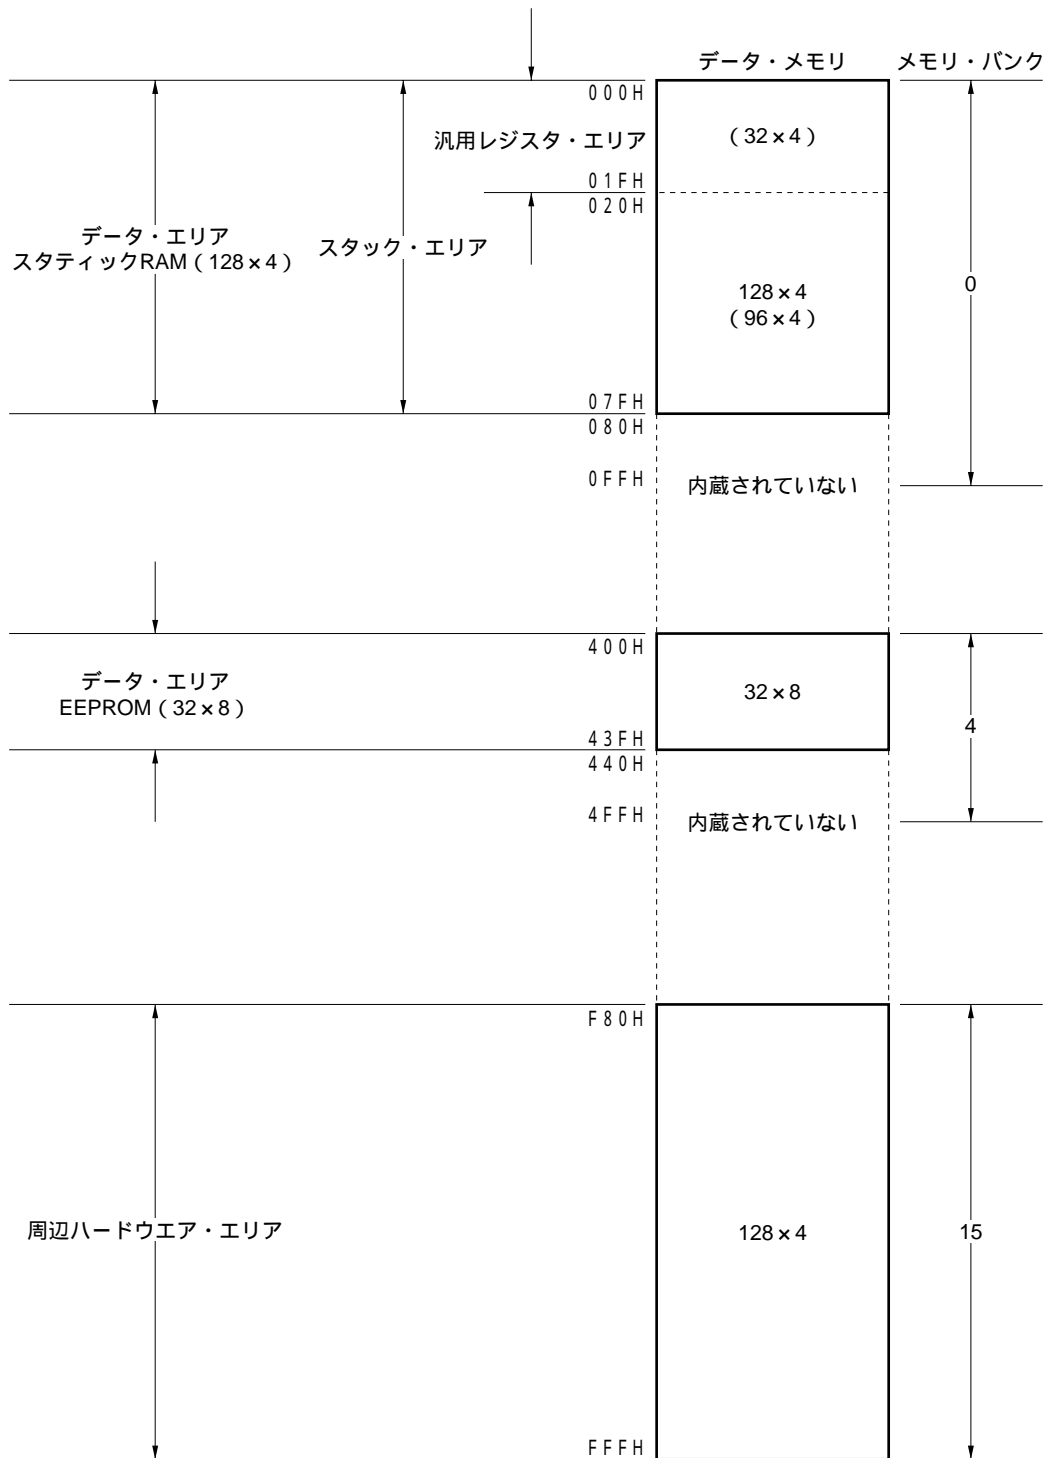 データ・メモリ メモリ・バンク
000H
汎用レジスタ・エリア (32×4)
01FH
020H
データ・エリア
スタティックRAM(128×4)
スタック・エリア
128×4
(96×4)
0
07FH
080H
0FFH 内蔵されていない
400H
データ・エリア
EEPROM(32×8)
32×8
4
43FH
440H
4FFH 内蔵されていない
F80H
周辺ハードウエア・エリア 128×4 15
FFFH